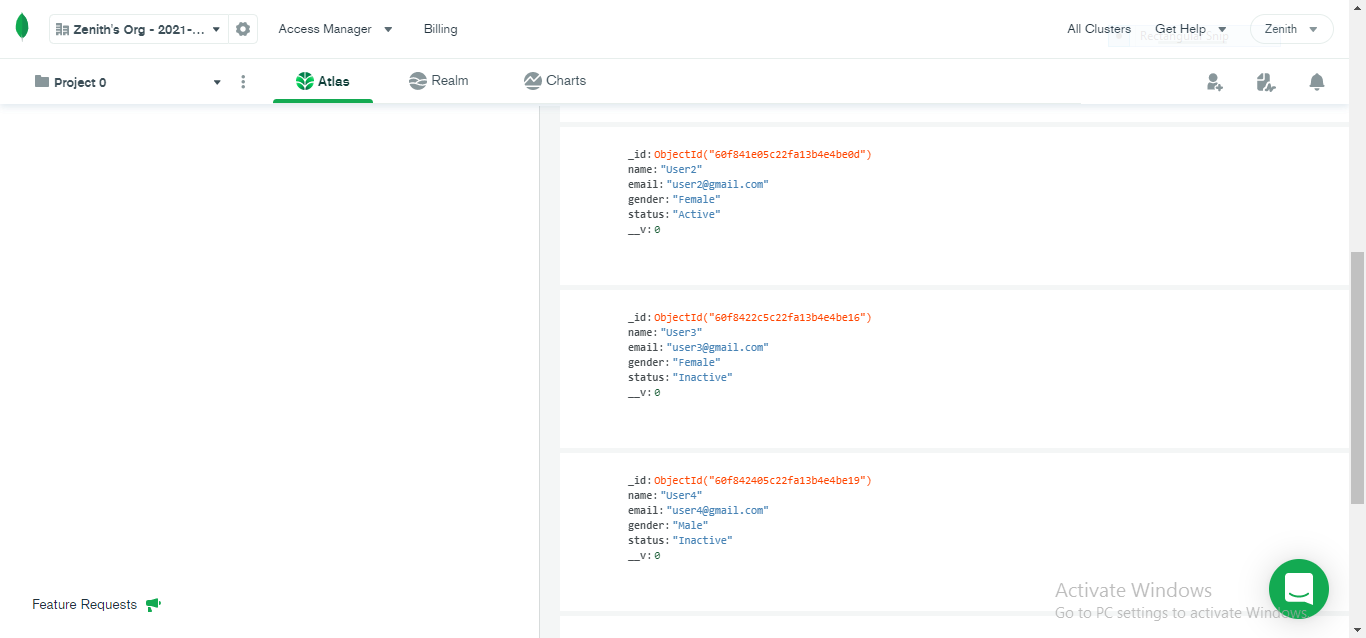 Zenith's Org - 2021-...
Access Manager
Billing
All Clusters
Get Help
Rectangular Snip
Zenith
Project 0
Atlas
Realm
Charts
_id:ObjectId("60f841e05c22fa13b4e4be0d")
name:"User2"
email:"user2@gmail.com"
gender:"Female"
status:"Active"
__v:0
_id:ObjectId("60f8422c5c22fa13b4e4be16")
name:"User3"
email:"user3@gmail.com"
gender:"Female"
status:"Inactive"
__v:0
_id:ObjectId("60f842405c22fa13b4e4be19")
name:"User4"
email:"user4@gmail.com"
gender:"Male"
status:"Inactive"
__v:0
Feature Requests
Activate Windows
Go to PC settings to activate Windows.